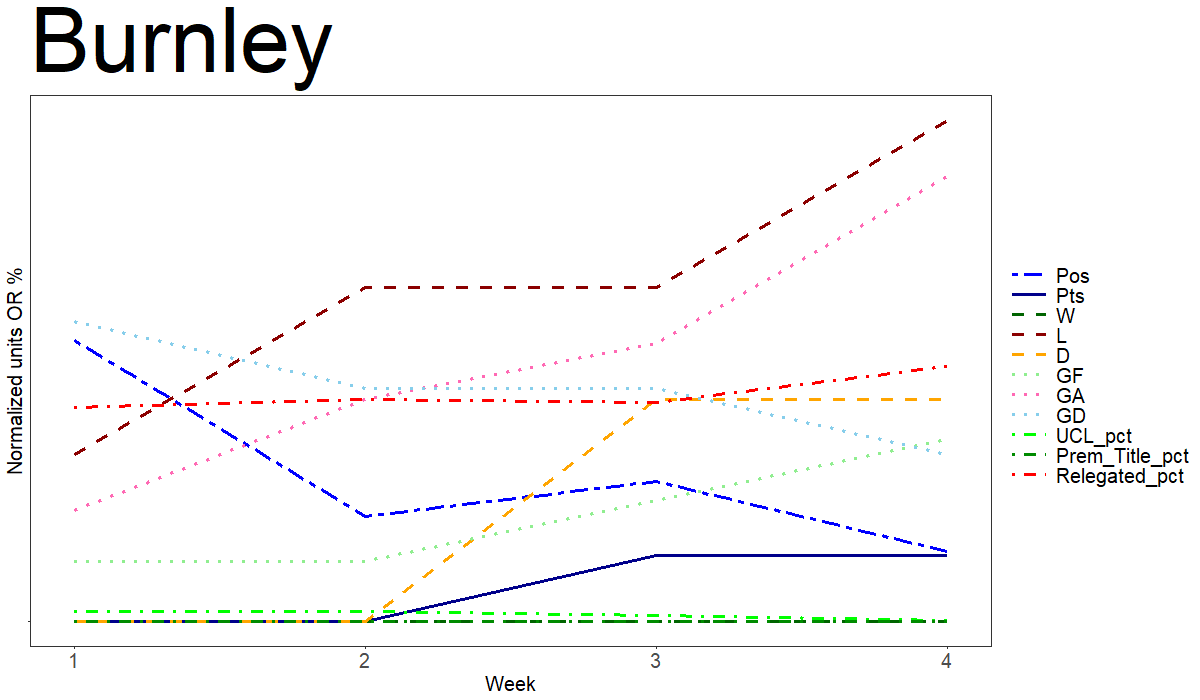 Burnley
Normalized units OR %
1 2 3 4
Week
Pos
Pts
W
L
D
GF
GA
GD
UCL_pct
Prem_Title_pct
Relegated_pct